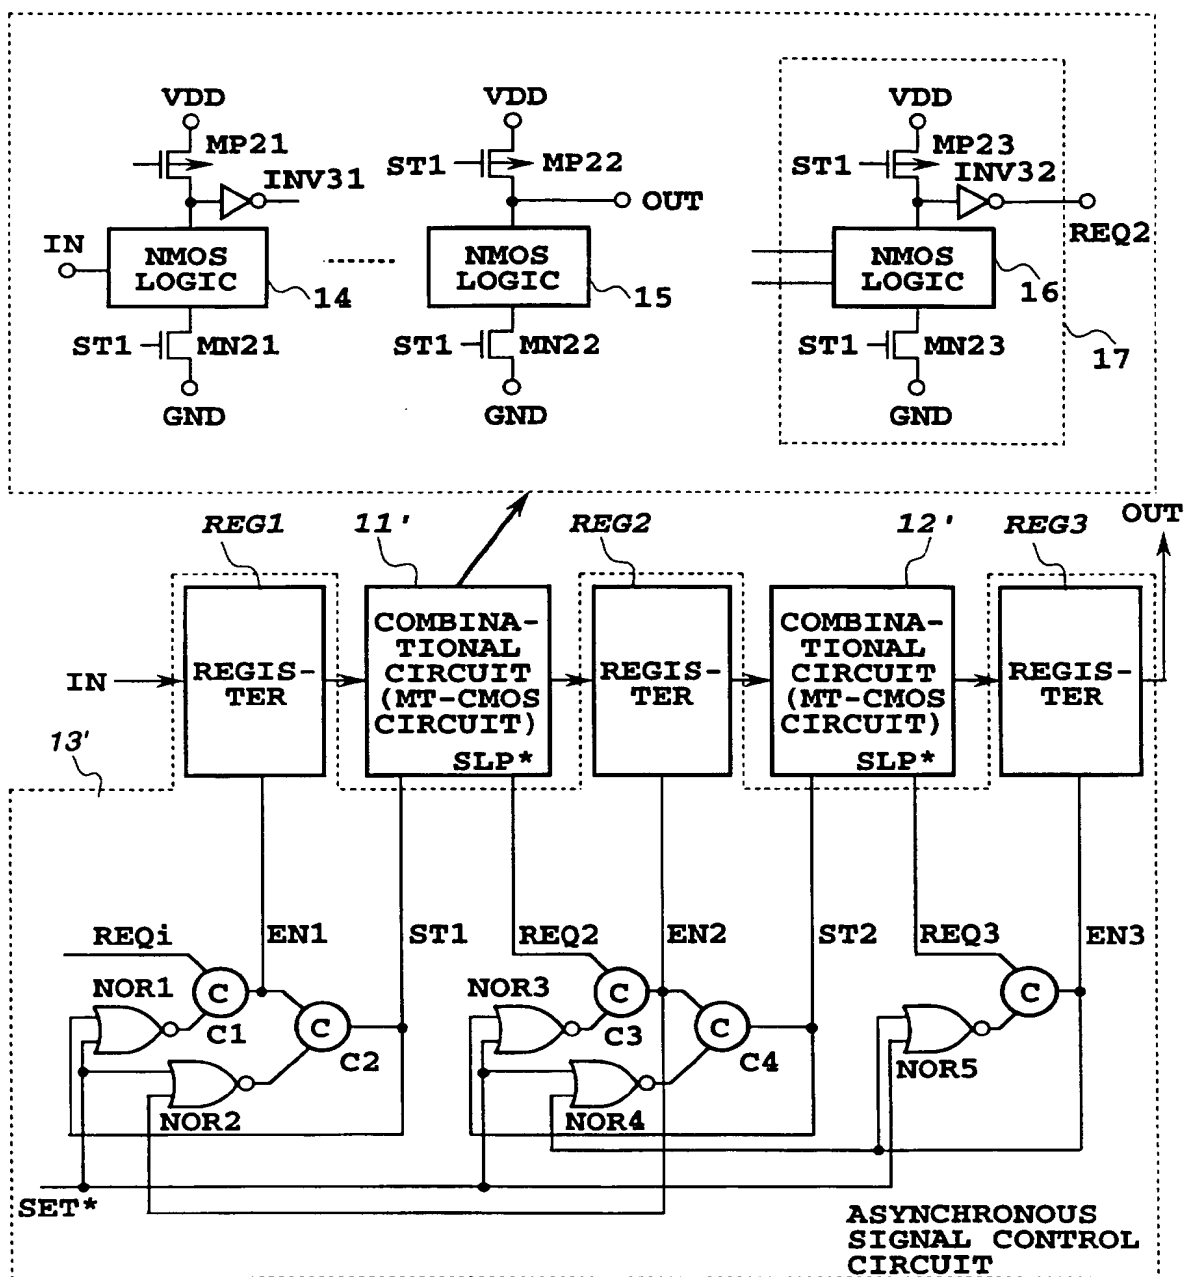 VDD
MP21
INV31
IN
NMOS
LOGIC
14
ST1
MN21
GND
VDD
ST1
MP22
OUT
NMOS
LOGIC
15
ST1
MN22
GND
VDD
MP23
ST1
INV32
REQ2
NMOS
LOGIC
16
ST1
MN23
17
GND
REG1
11'
REG2
12'
REG3
OUT
IN
REGIS-
TER
COMBINA-
TIONAL
CIRCUIT
(MT-CMOS
CIRCUIT)
SLP*
REGIS-
TER
COMBINA-
TIONAL
CIRCUIT
(MT-CMOS
CIRCUIT)
SLP*
REGIS-
TER
13'
REQi
EN1
ST1
REQ2
EN2
ST2
REQ3
EN3
NOR1
C
C1
C
C2
NOR2
NOR3
C
C3
C
C4
NOR4
C
NOR5
SET*
ASYNCHRONOUS
SIGNAL CONTROL
CIRCUIT